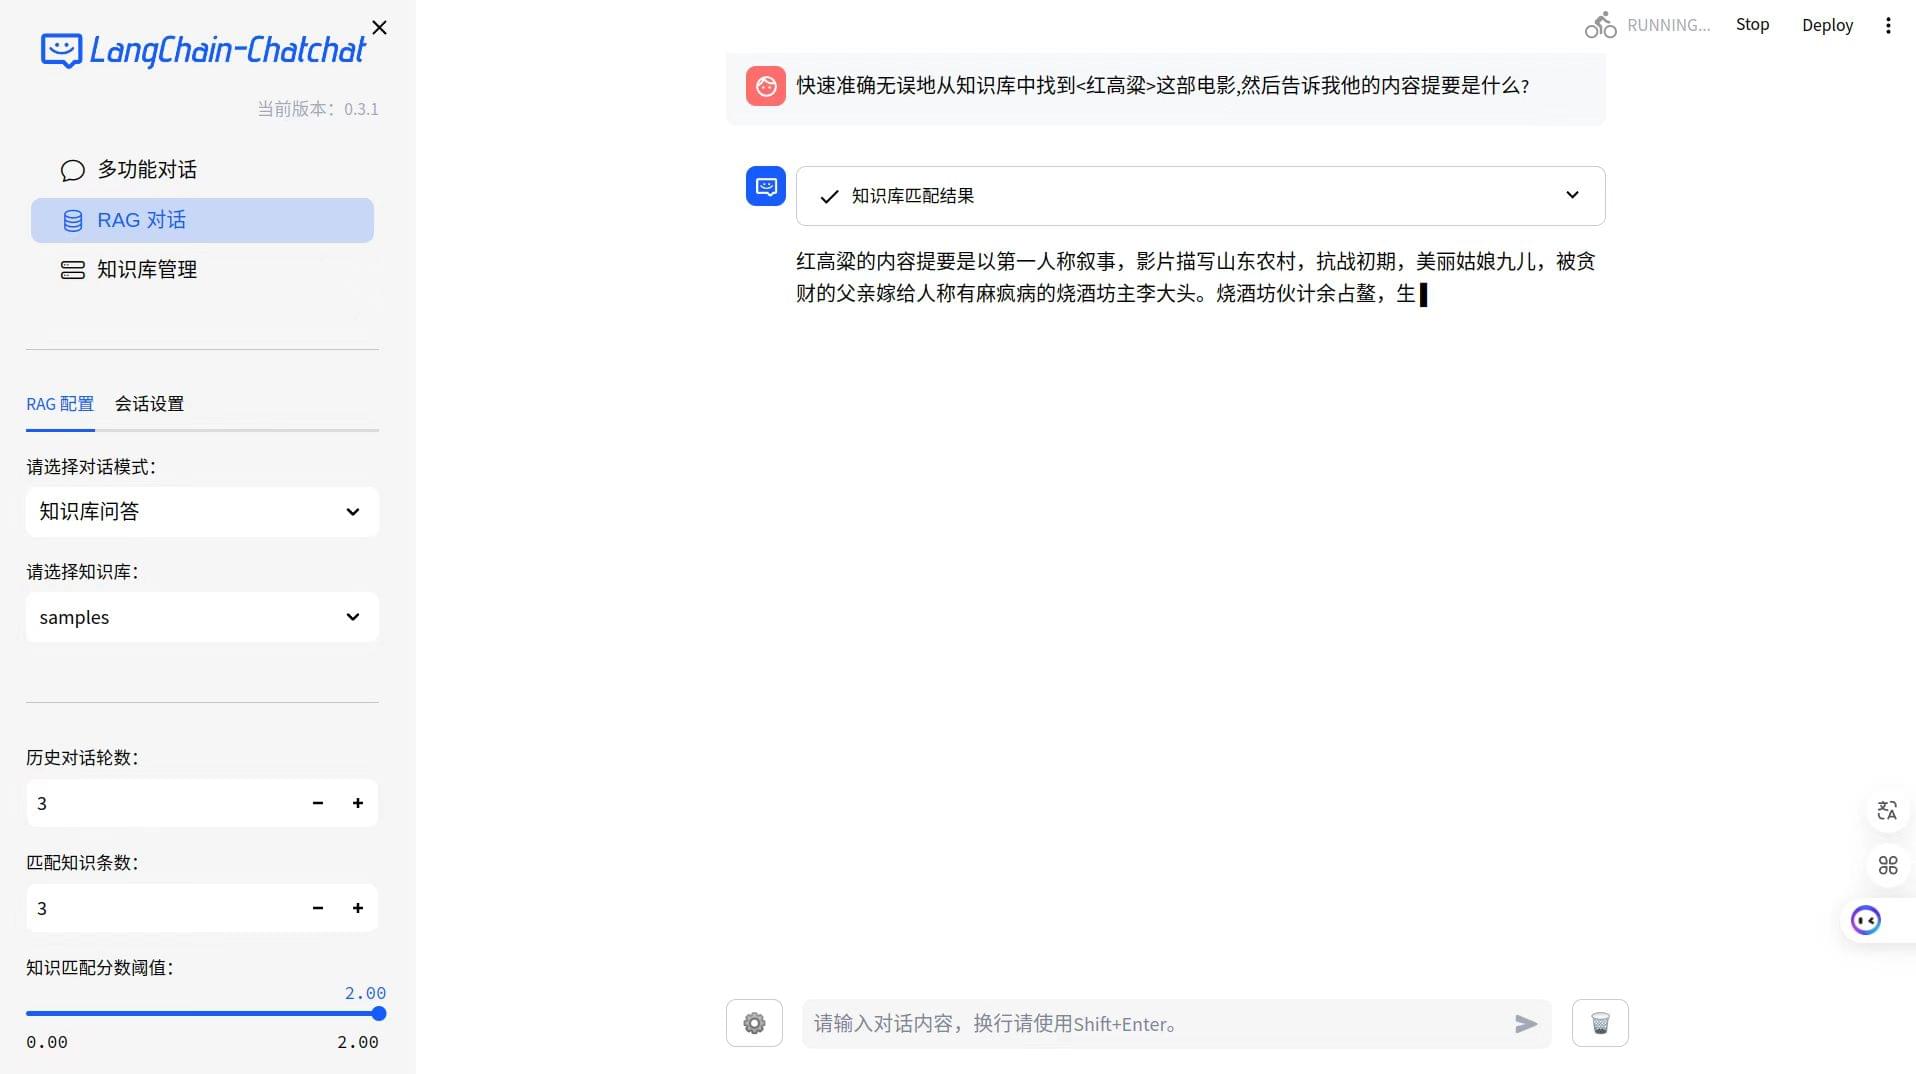 LangChain-Chatchat
当前版本：0.3.1
多功能对话
RAG 对话
知识库管理
RAG 配置
会话设置
请选择对话模式：
知识库问答
请选择知识库：
samples
历史对话轮数：
3
匹配知识条数：
3
知识匹配分数阈值：
2.00
0.00
2.00
RUNNING...
Stop
Deploy
快速准确无误地从知识库中找到<红高粱>这部电影,然后告诉我他的内容提要是什么?
知识库匹配结果
红高粱的内容提要是以第一人称叙事，影片描写山东农村，抗战初期，美丽姑娘九儿，被贪
财的父亲嫁给人称有麻疯病的烧酒坊主李大头。烧酒坊伙计余占鳌，生
请输入对话内容，换行请使用Shift+Enter。